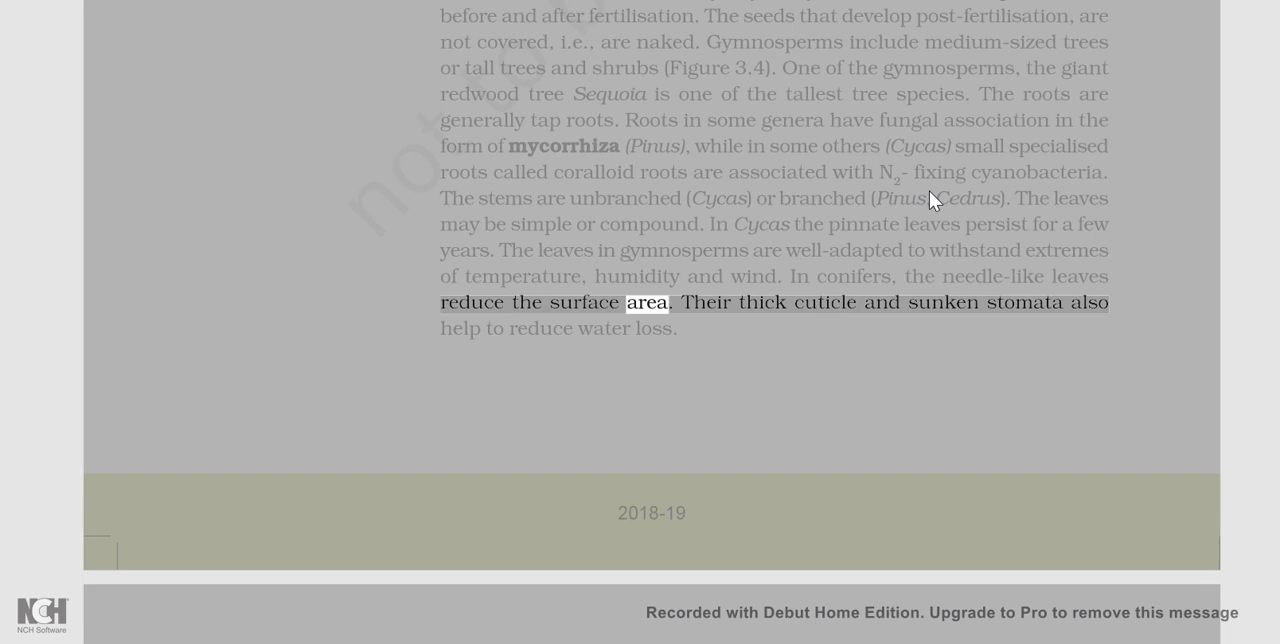 before and after fertilisation. The seeds that develop post-fertilisation, are
not covered, i.e., are naked. Gymnosperms include medium-sized trees
or tall trees and shrubs (Figure 3.4). One of the gymnosperms, the giant
redwood tree Sequoia is one of the tallest tree species. The roots are
generally tap roots. Roots in some genera have fungal association in the
form of mycorrhiza (Pinus), while in some others (Cycas) small specialised
roots called coralloid roots are associated with N2- fixing cyanobacteria.
The stems are unbranched (Cycas) or branched (Pinus, Cedrus). The leaves
may be simple or compound. In Cycas the pinnate leaves persist for a few
years. The leaves in gymnosperms are well-adapted to withstand extremes
of temperature, humidity and wind. In conifers, the needle-like leaves
reduce the surface area. Their thick cuticle and sunken stomata also
help to reduce water loss.
not to
2018-19
NCH
NCH Software
Recorded with Debut Home Edition. Upgrade to Pro to remove this message